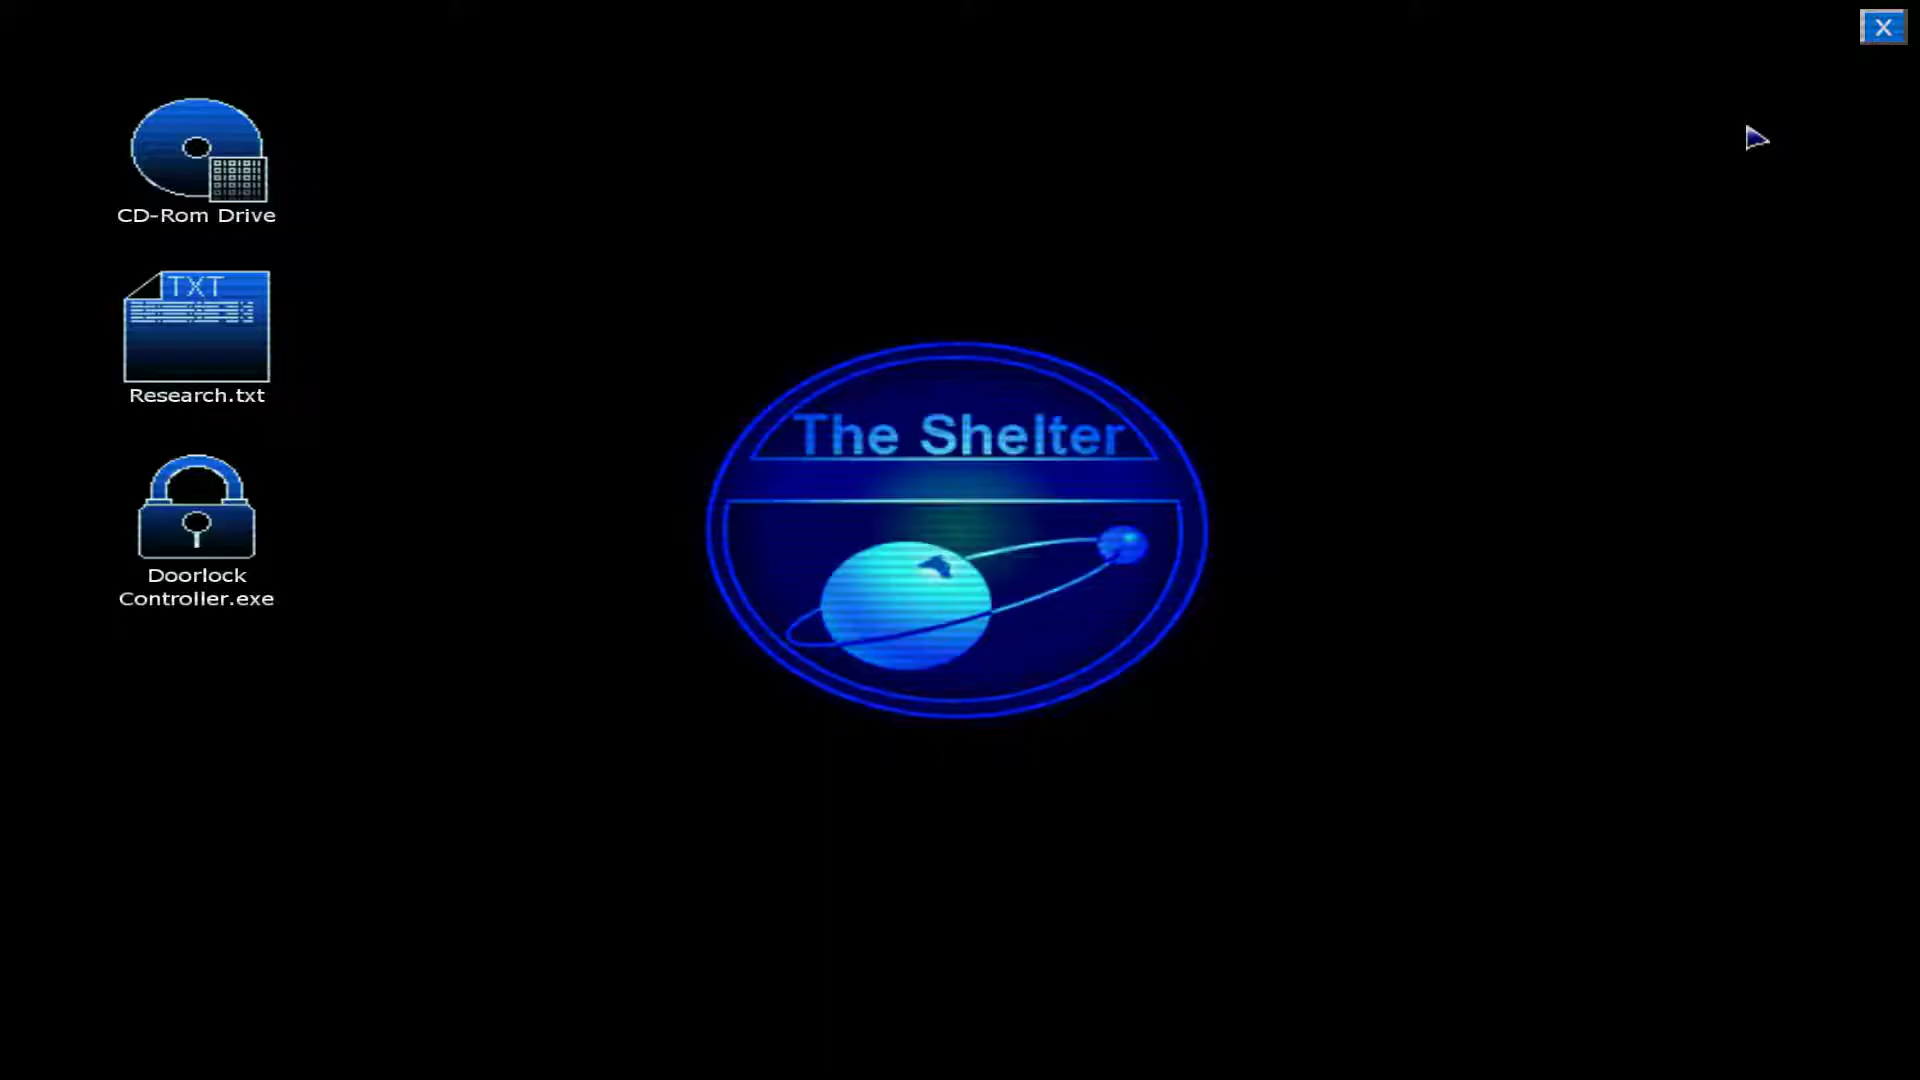 X
CD-Rom Drive
TXT
Research.txt
Doorlock
Controller.exe
The Shelter